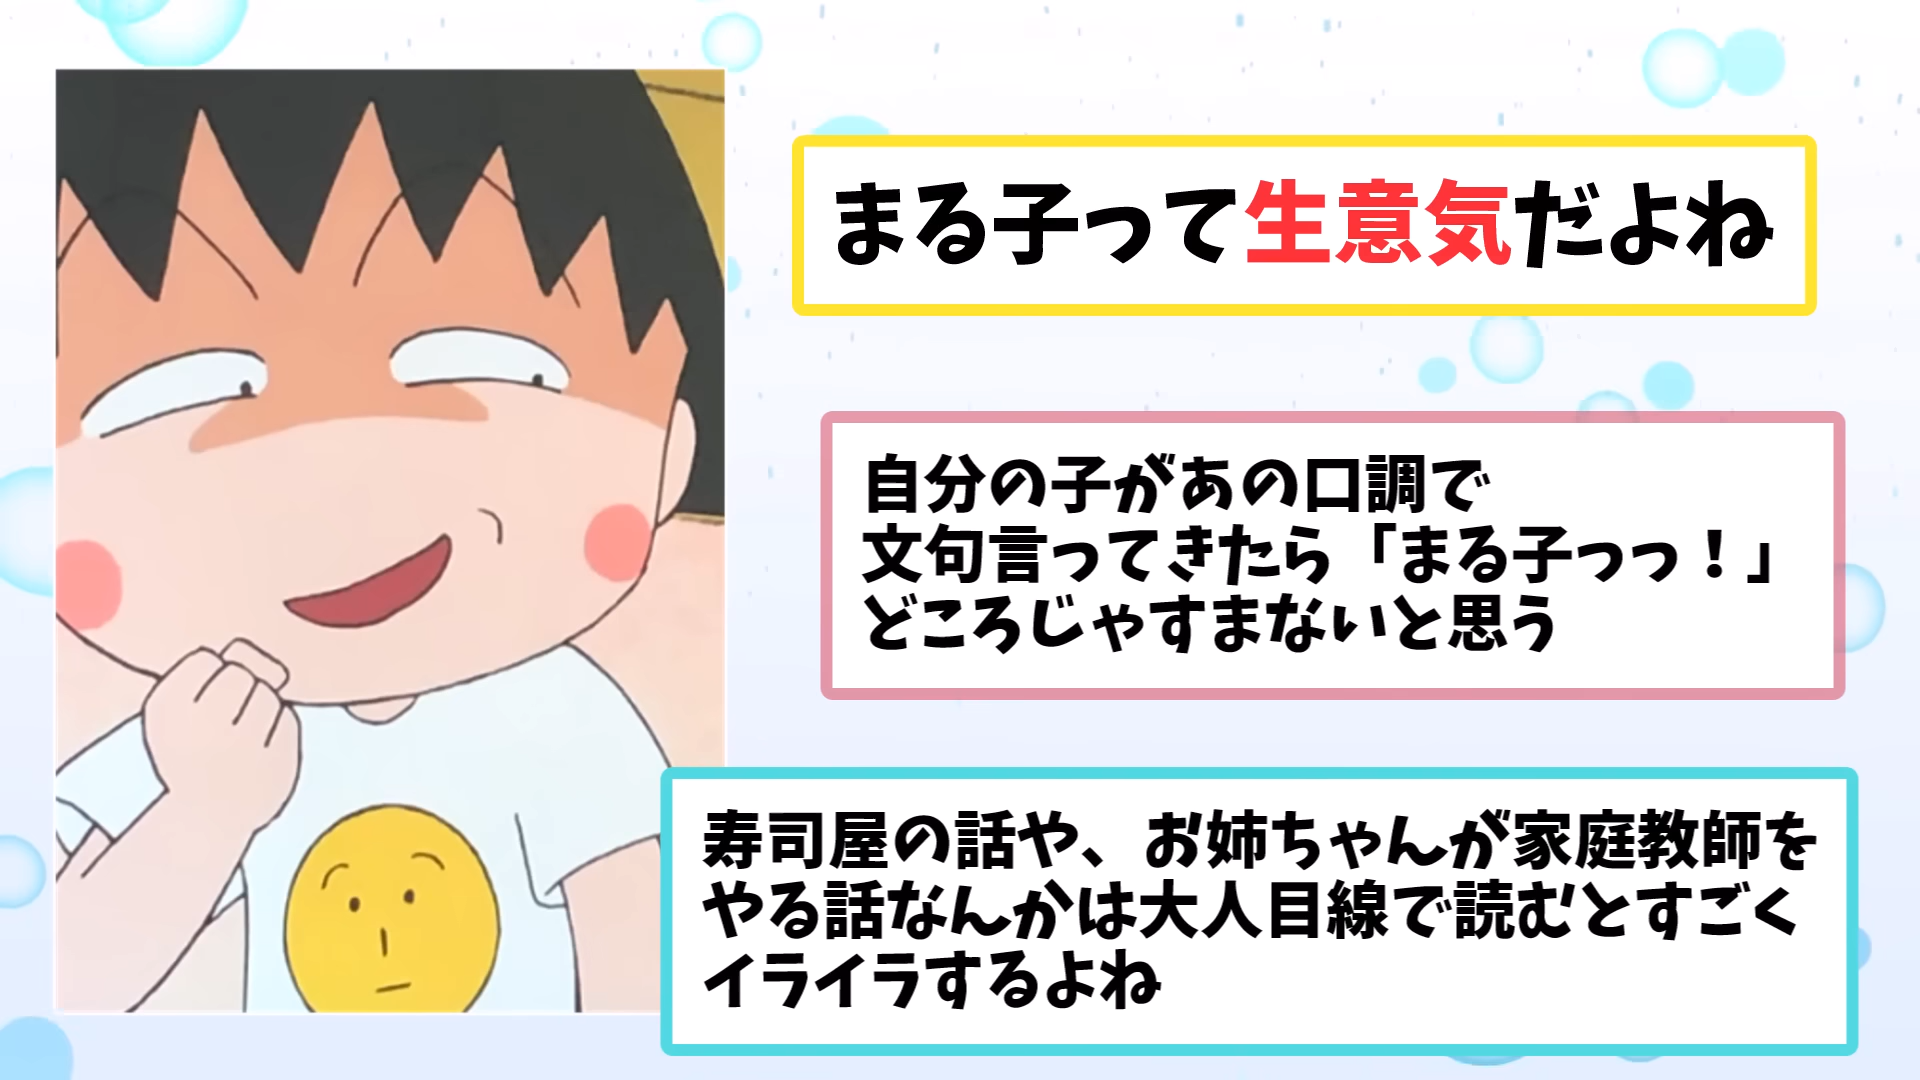 まる子って生意気だよね
自分の子があの口調で
文句言ってきたら「まる子っっ！」
どころじゃすまないと思う
寿司屋の話や、お姉ちゃんが家庭教師を
やる話なんかは大人目線で読むとすごく
イライラするよね